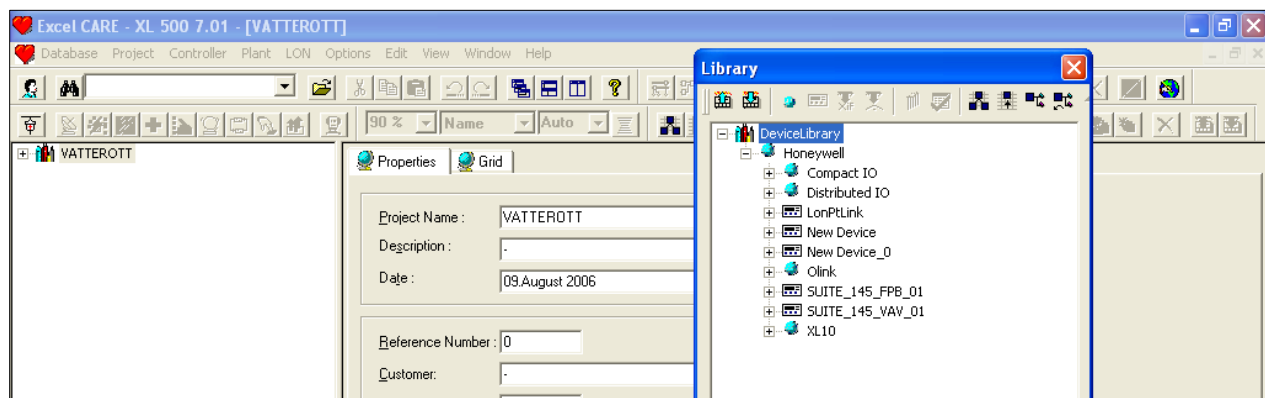 Excel CARE - XL 500 7.01 - [VATTEROTT]
Database Project Controller Plant LON Options Edit View Window Help
90 % Name Auto
VATTEROTT
Properties Grid
Project Name : VATTEROTT
Description : -
Date : 09.August 2006
Reference Number : 0
Customer: -
Library
DeviceLibrary
Honeywell
Compact IO
Distributed IO
LonPtLink
New Device
New Device_0
Olink
SUITE_145_FPB_01
SUITE_145_VAV_01
XL10